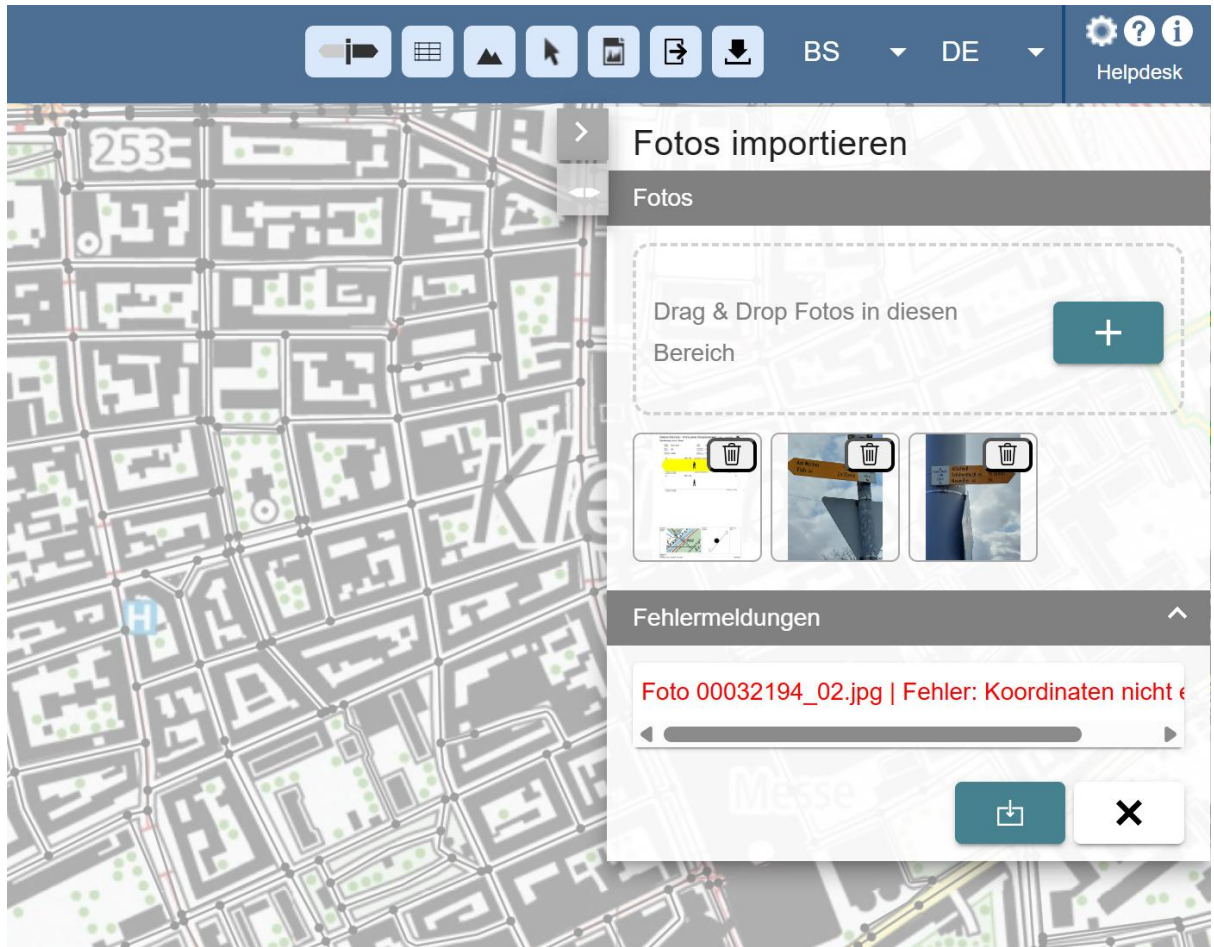 BS
DE
Helpdesk
253
Fotos importieren
Fotos
Drag & Drop Fotos in diesen
Bereich
Fehlermeldungen
Foto 00032194_02.jpg | Fehler: Koordinaten nicht e
Messe
H
Kle